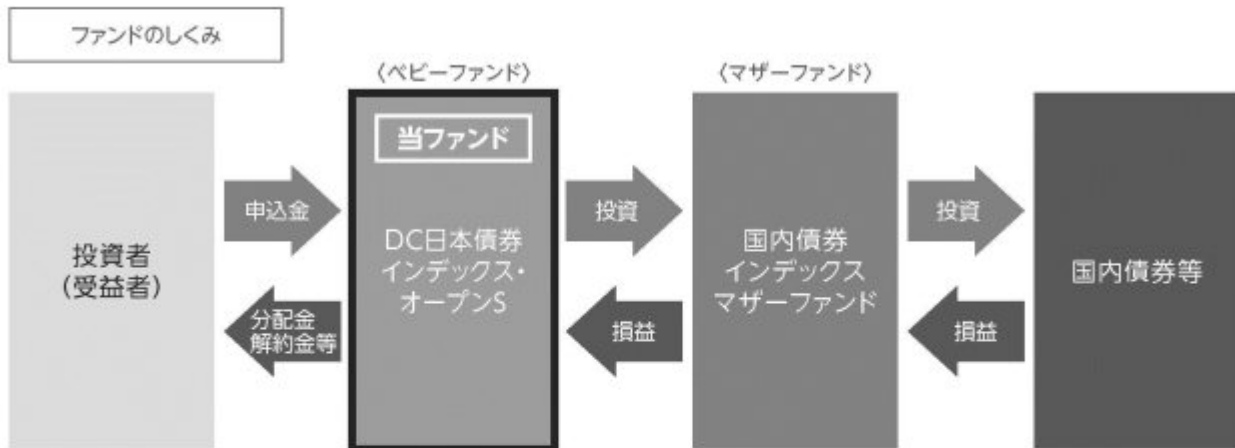 ファンドのしくみ
〈ベビーファンド〉
〈マザーファンド〉
投資者
(受益者)
申込金
分配金
解約金等
当ファンド
DC日本債券
インデックス・
オープンS
投資
損益
国内債券
インデックス
マザーファンド
投資
損益
国内債券等